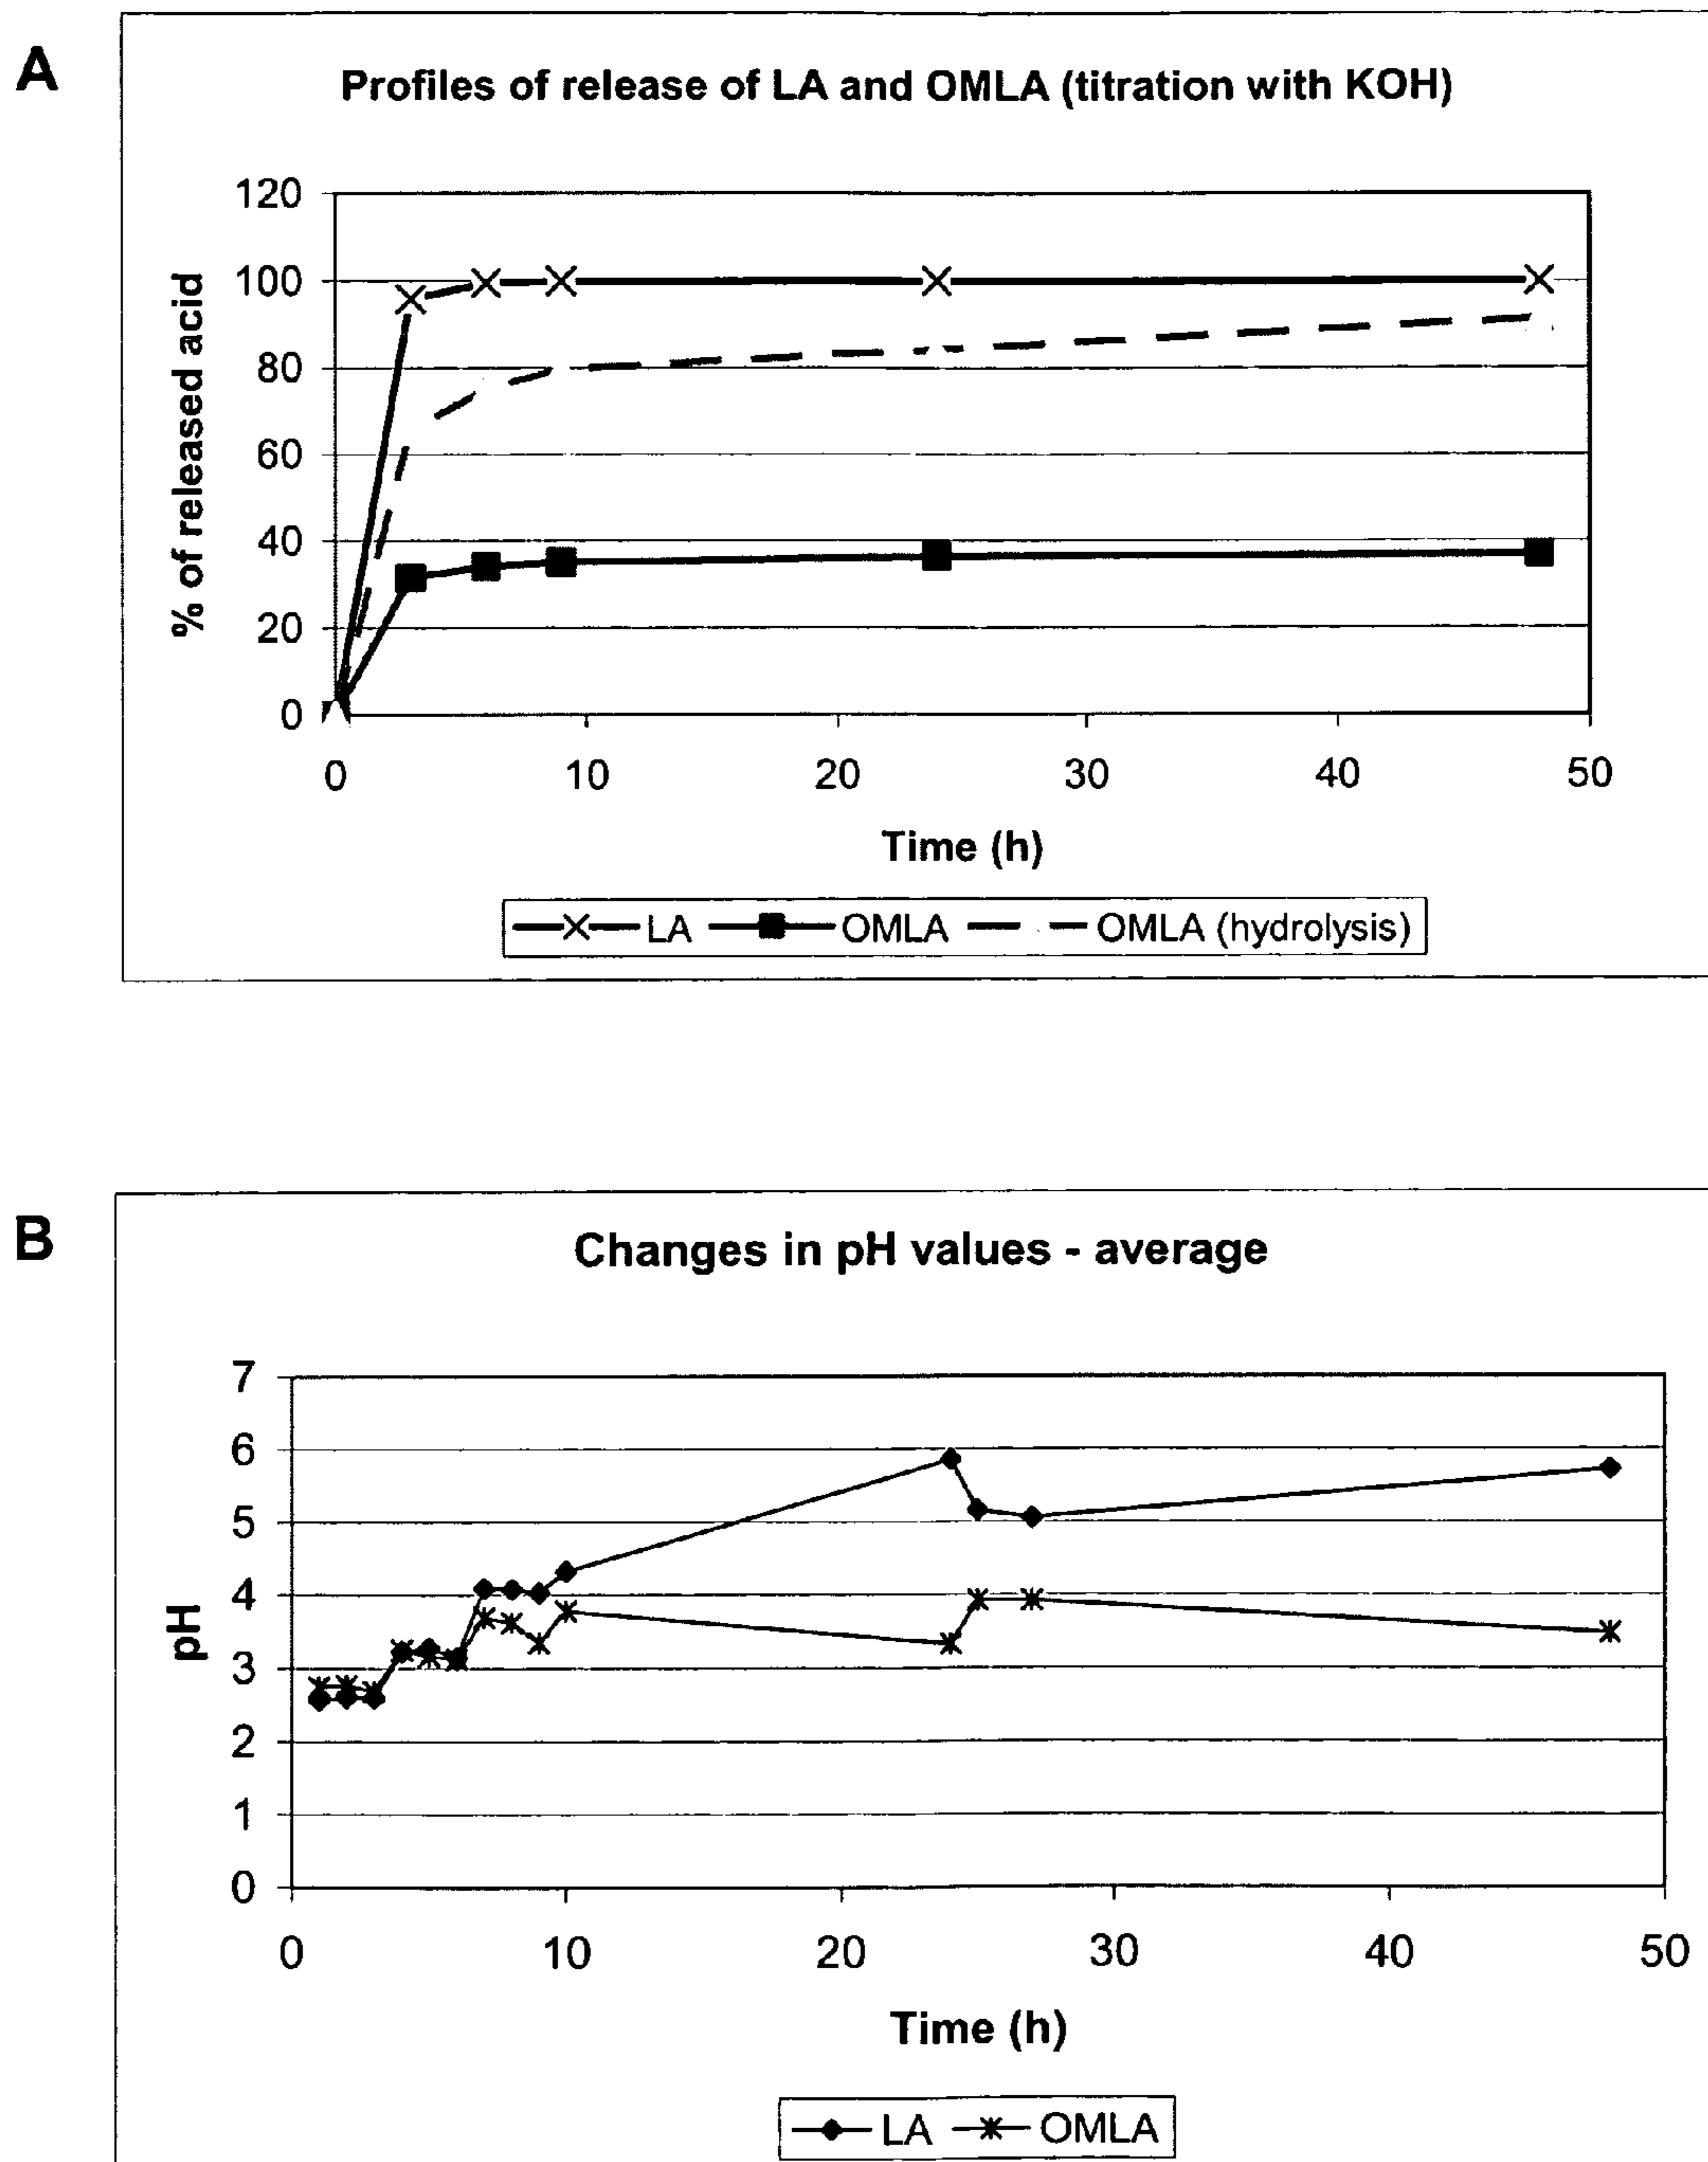 A
Profiles of release of LA and OMLA (titration with KOH)
% of released acid
120
100
80
60
40
20
0
0 10 20 30 40 50
Time (h)
LA OMLA OMLA (hydrolysis)
B
Changes in pH values - average
pH
7
6
5
4
3
2
1
0
0 10 20 30 40 50
Time (h)
LA OMLA